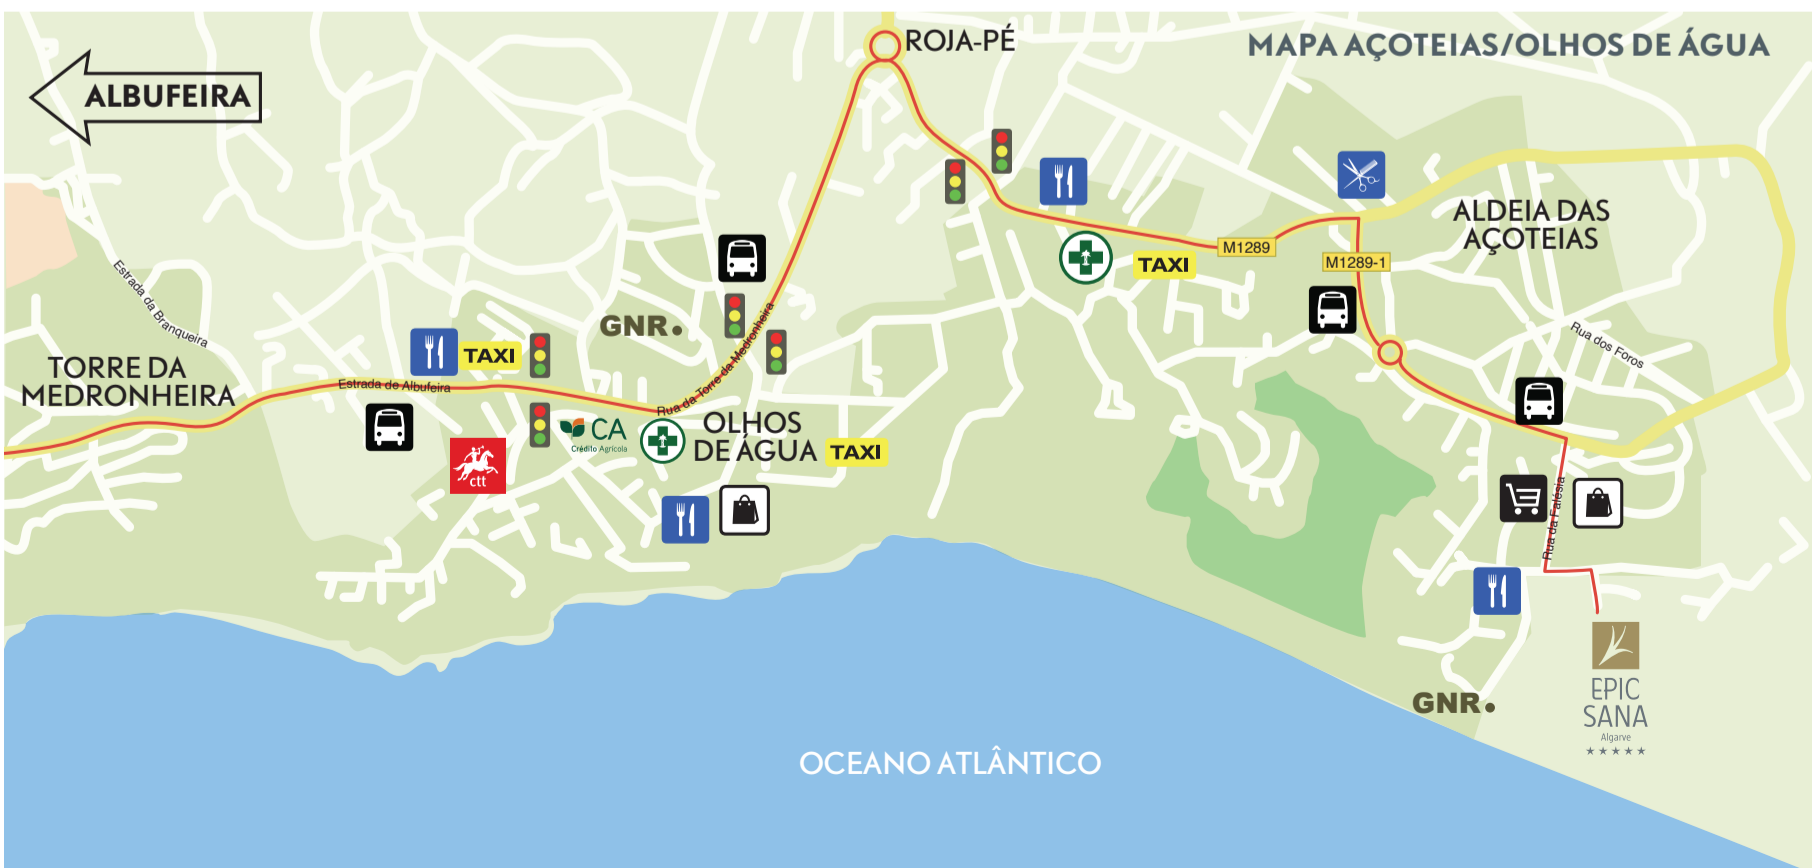 MAPA AÇOTEIAS/OLHOS DE ÁGUA
ROJA-PÉ
ALBUFEIRA
ALDEIA DAS
AÇOTEIAS
M1289
M1289-1
TAXI
Estrada da Branqueira
GNR
Rua dos Foros
TORRE DA
MEDRONHEIRA
TAXI
Estrada de Albufeira
Rua da Torre da Medronheira
CA
Crédito Agrícola
OLHOS
DE ÁGUA
TAXI
ctt
Rua da Falésia
EPIC
SANA
Algarve
GNR
OCEANO ATLÂNTICO